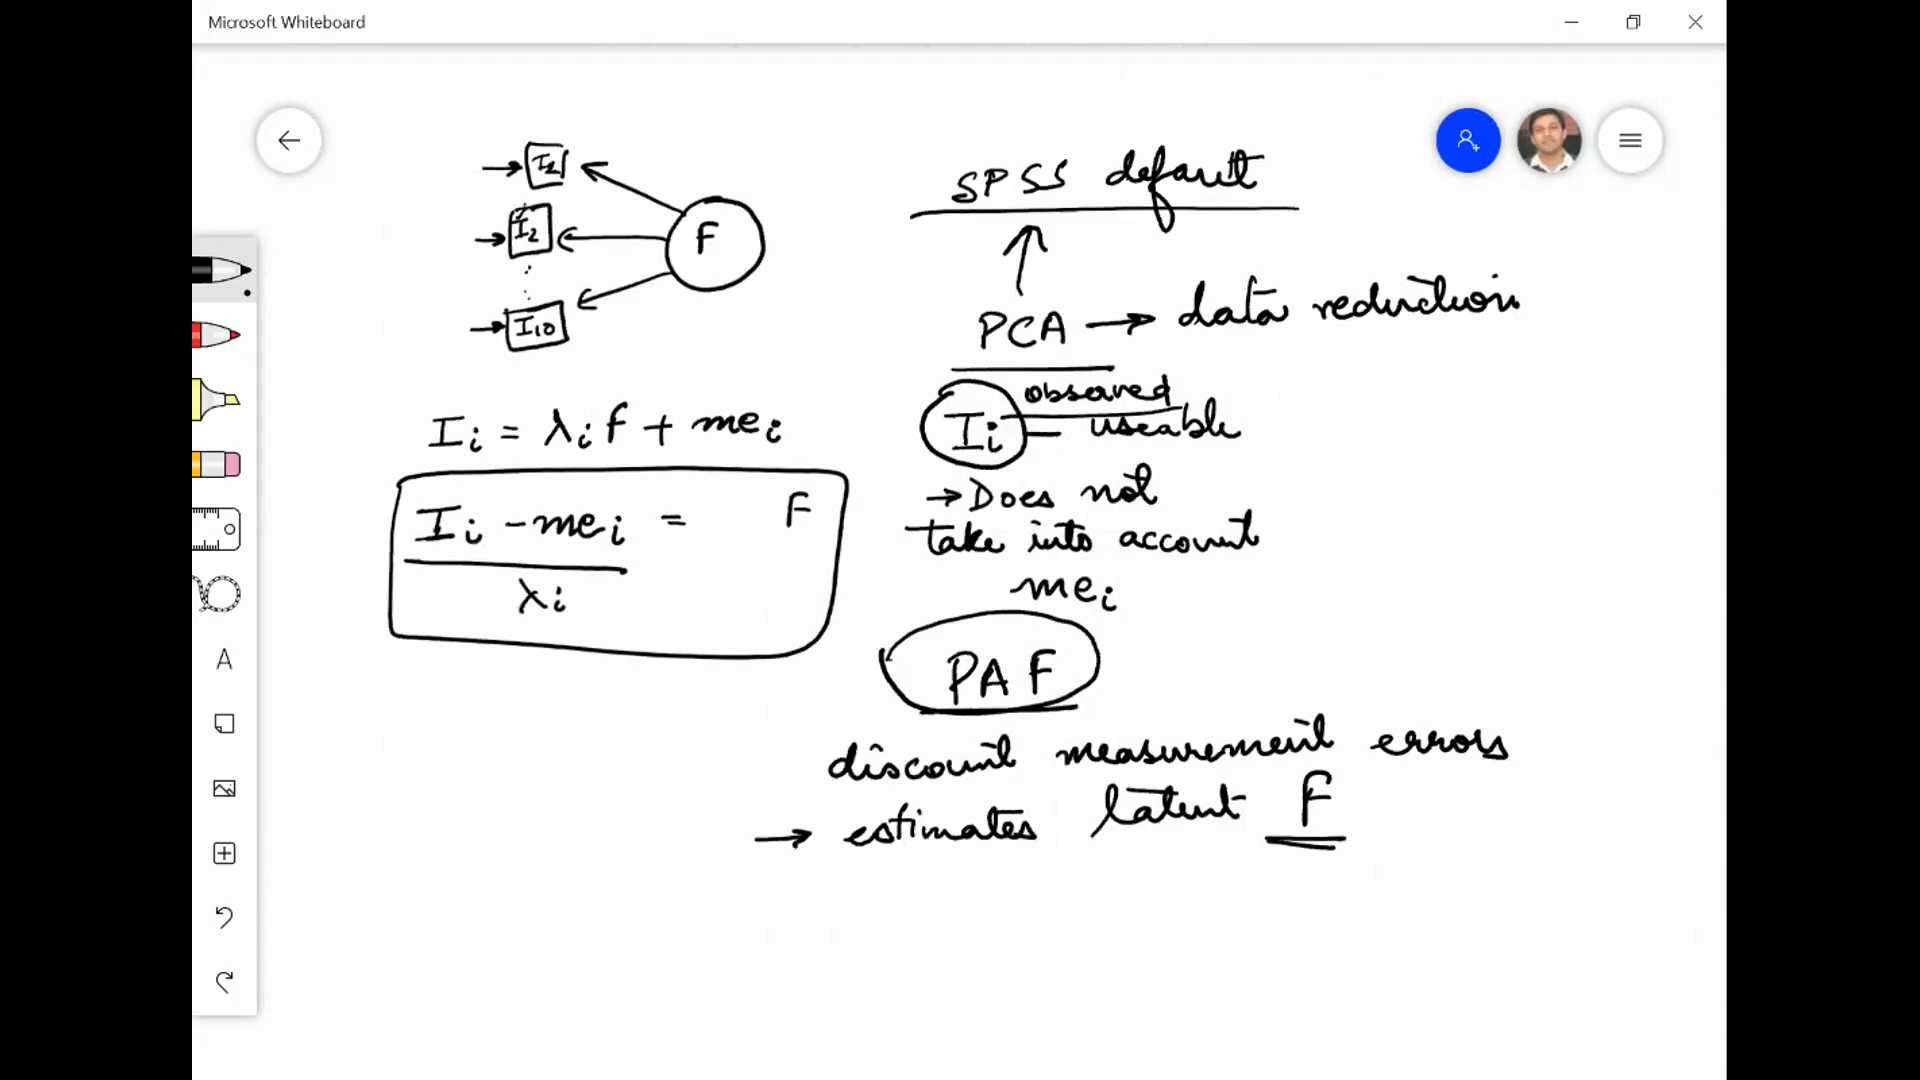 Microsoft Whiteboard
I1
I2
I10
F
Ii = λi f + mei
Ii - mei = F
λi
SPSS default
PCA → data reduction
observed
Ii = useable
→ Does not
take into account
mei
PAF
discount measurement errors
→ estimates latent F
A